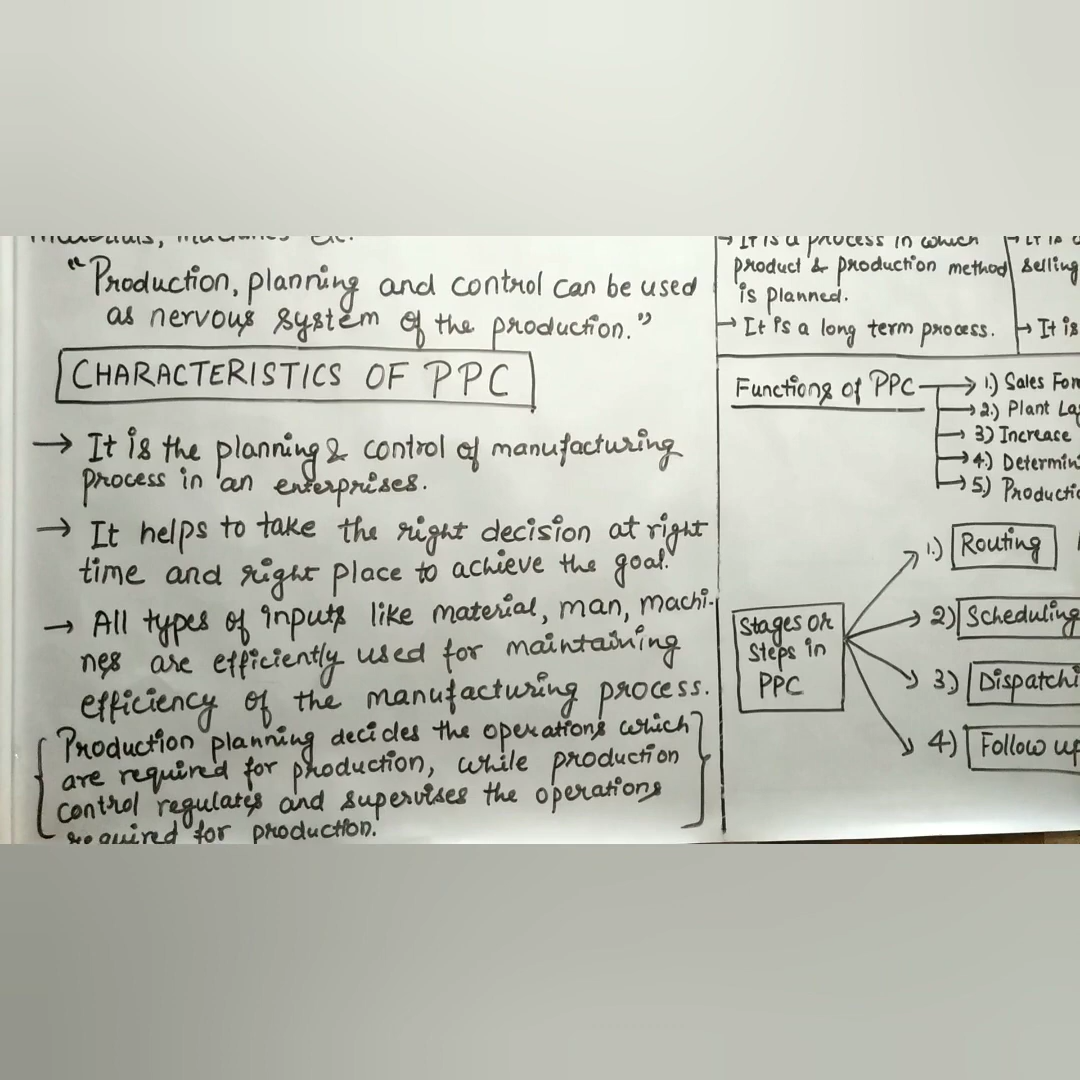 "Production, planning and control can be used
as nervous system of the production."
CHARACTERISTICS OF PPC
→ It is the planning & control of manufacturing
process in an enterprises.
→ It helps to take the right decision at right
time and right place to achieve the goal.
→ All types of inputs like material, man, machi-
nes are efficiently used for maintaining
efficiency of the manufacturing process.
Production planning decides the operations which
are required for production, while production
control regulates and supervises the operations
required for production.
→ It is a process in which
product & production method
is planned.
→ It is a long term process.
selling
→ It is
Functions of PPC → 1.) Sales
→ 2.) Plant
→ 3) Increase
→ 4.)
→ 5.)
Stages or
Steps in
PPC
1.) Routing
2) Scheduling
3.)
4) Follow up